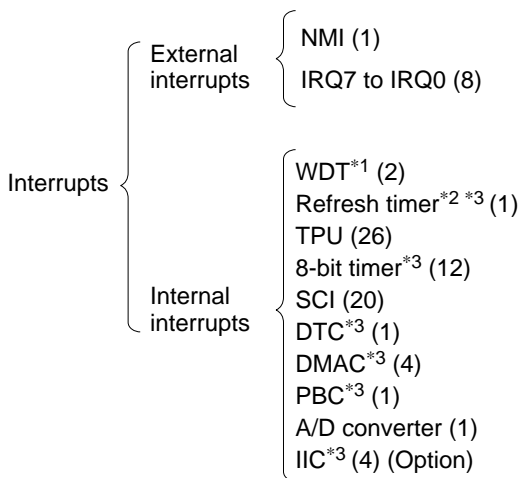 Interrupts
External
interrupts
NMI (1)
IRQ7 to IRQ0 (8)
Internal
interrupts
WDT*1 (2)
Refresh timer*2 *3 (1)
TPU (26)
8-bit timer*3 (12)
SCI (20)
DTC*3 (1)
DMAC*3 (4)
PBC*3 (1)
A/D converter (1)
IIC*3 (4) (Option)